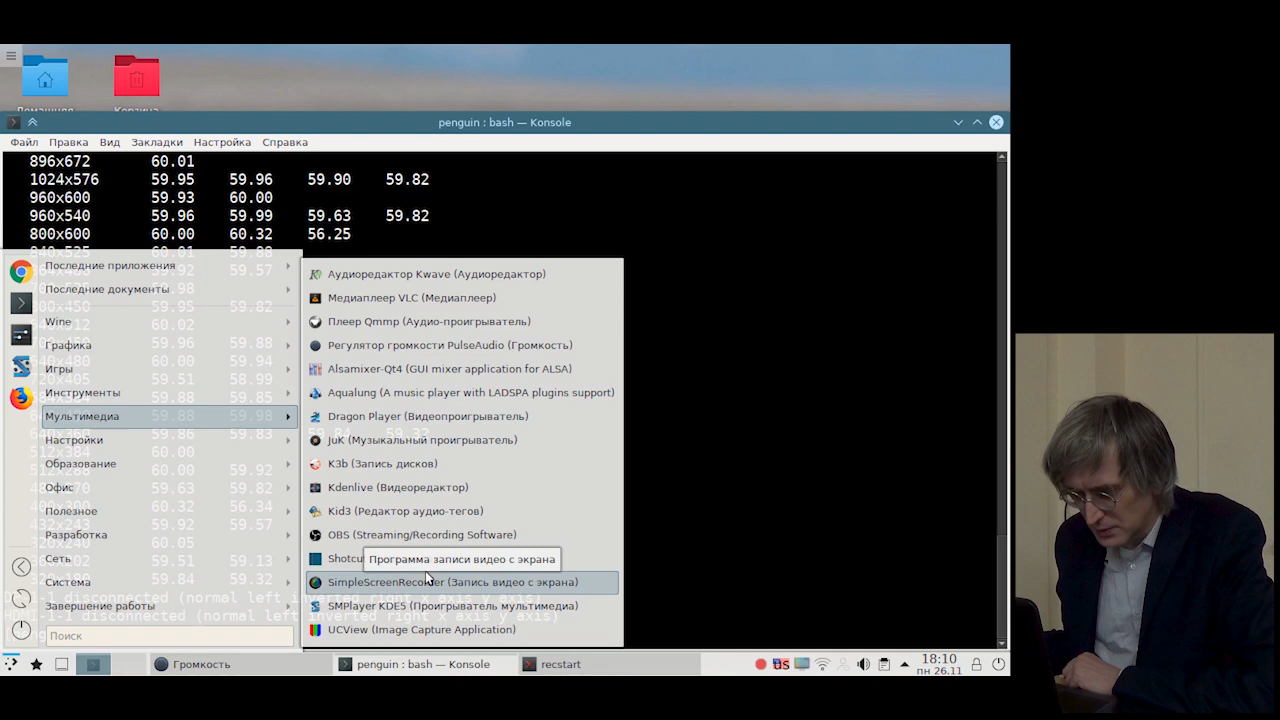 Домашняя
Корзина
penguin : bash — Konsole
Файл Правка Вид Закладки Настройка Справка
896x672 60.01
1024x576 59.95 59.96 59.90 59.82
960x600 59.93 60.00
960x540 59.96 59.99 59.63 59.82
800x600 60.00 60.32 56.25
Последние приложения
Последние документы
Wine
Графика
Игры
Инструменты
Мультимедиа
Настройки
Образование
Офис
Полезное
Разработка
Сеть
Система
Завершение работы
Поиск
Аудиоредактор Kwave (Аудиоредактор)
Медиаплеер VLC (Медиаплеер)
Плеер Qmmp (Аудио-проигрыватель)
Регулятор громкости PulseAudio (Громкость)
Alsamixer-Qt4 (GUI mixer application for ALSA)
Aqualung (A music player with LADSPA plugins support)
Dragon Player (Видеопроигрыватель)
JuK (Музыкальный проигрыватель)
K3b (Запись дисков)
Kdenlive (Видеоредактор)
Kid3 (Редактор аудио-тегов)
OBS (Streaming/Recording Software)
Shotcu
Программа записи видео с экрана
SimpleScreenRecorder (Запись видео с экрана)
SMPlayer KDE5 (Проигрыватель мультимедиа)
UCView (Image Capture Application)
Громкость
penguin : bash — Konsole
recstart
us
18:10
пн 26.11